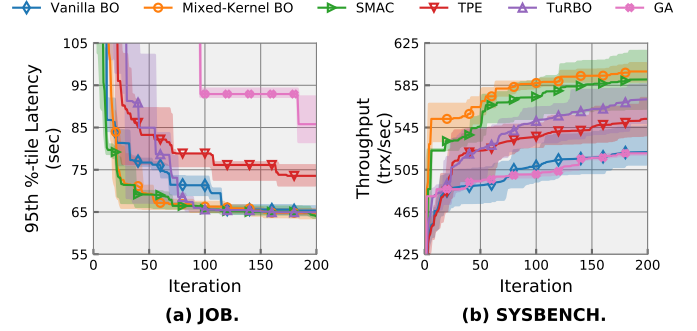 Vanilla BO Mixed-Kernel BO SMAC TPE TuRBO GA
95th %-tile Latency
(sec)
105
95
85
75
65
55
0 50 100 150 200
Iteration
(a) JOB.
Throughput
(trx/sec)
625
585
545
505
465
425
0 50 100 150 200
Iteration
(b) SYSBENCH.